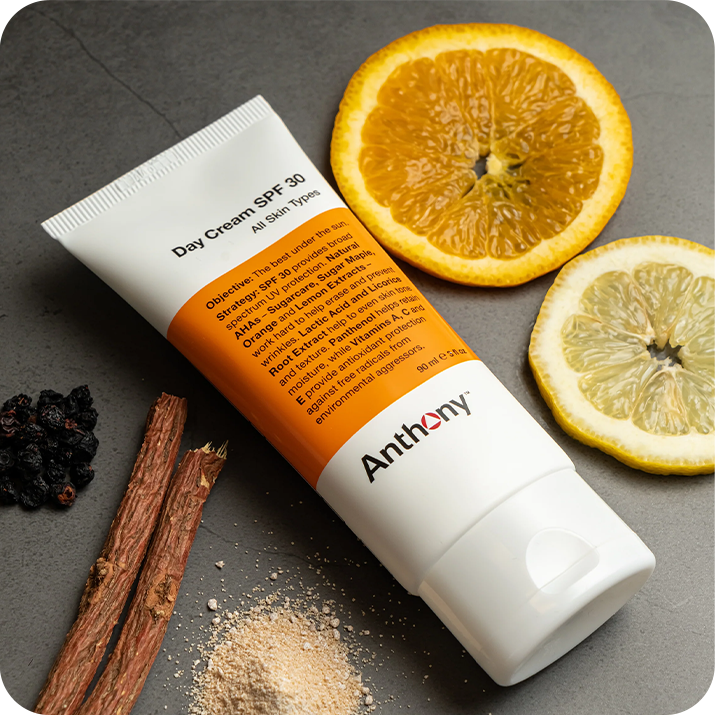 Day Cream SPF 30
All Skin Types
Objective: The best under the sun.
Strategy: SPF 30 provides broad
spectrum UV protection. Natural
AHAs – Sugarcare, Sugar Maple,
Orange and Lemon Extracts –
work hard to help erase and prevent
wrinkles. Lactic Acid and Licorice
Root Extract help to even skin tone
and texture. Panthenol helps retain
moisture, while Vitamins A, C and
E provide antioxidant protection
against free radicals from
environmental aggressors.
90 ml ℮ 3 fl.oz
Anthony™